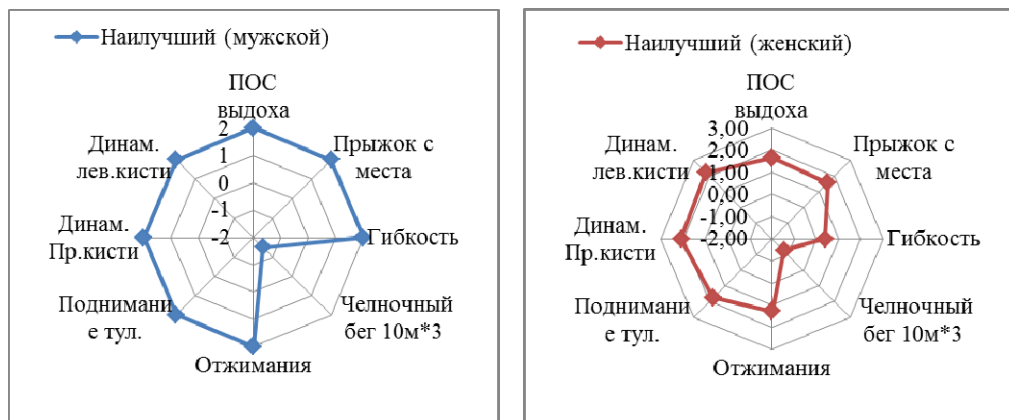 Наилучший (мужской)
ПОС
выдоха
2
1
0
-1
-2
Прыжок с
места
Гибкость
Челночный
бег 10м*3
Отжимания
Поднимани
е тул.
Динам.
Пр.кисти
Динам.
лев.кисти
Наилучший (женский)
ПОС
выдоха
3,00
2,00
1,00
0,00
-1,00
-2,00
Прыжок с
места
Гибкость
Челночный
бег 10м*3
Отжимания
Поднимани
е тул.
Динам.
Пр.кисти
Динам.
лев.кисти